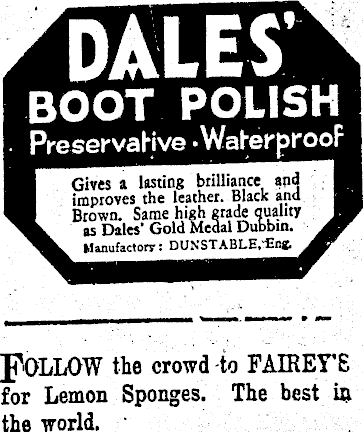 DALES'
BOOT POLISH
Preservative • Waterproof
Gives a lasting brilliance and
improves the leather. Black and
Brown. Same high grade quality
as Dales' Gold Medal Dubbin.
Manufactory: DUNSTABLE, Eng.
FOLLOW the crowd to FAIREY'S
for Lemon Sponges. The best in
the world.